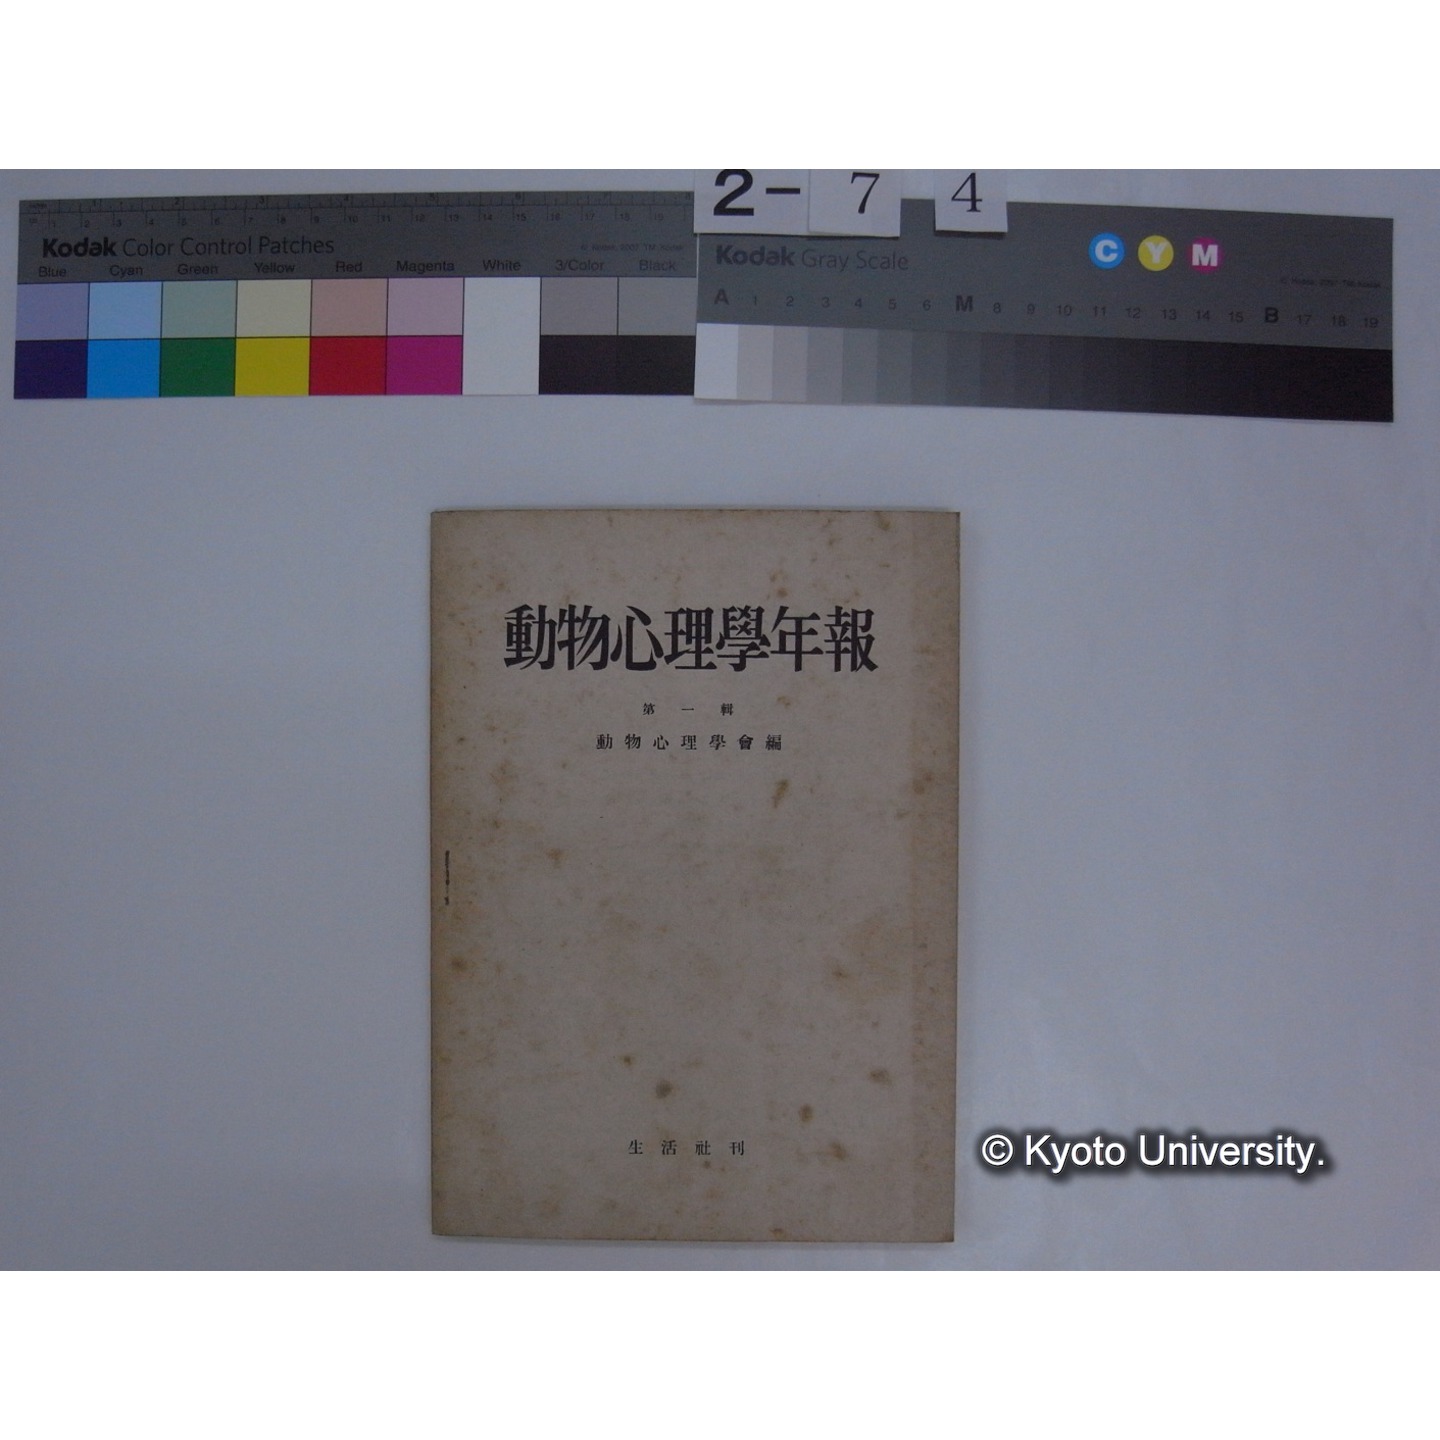 2-74
Kodak Color Control Patches
Blue Cyan Green Yellow Red Magenta White 3/Color Black
Kodak Gray Scale
C Y M
A 1 2 3 4 5 6 M 8 9 10 11 12 13 14 15 B 17 18 19
動物心理學年報
第一輯
動物心理學會編
生活社刊
© Kyoto University.